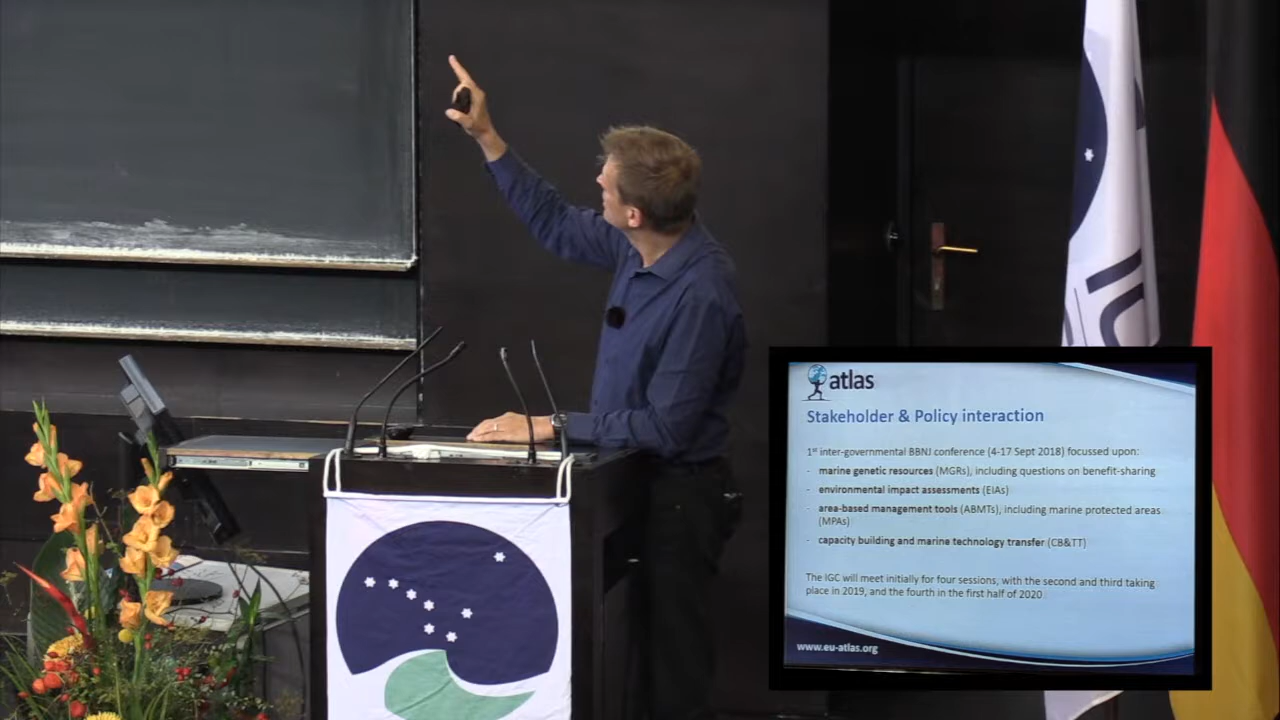 atlas
Stakeholder & Policy interaction
1st inter-governmental BBNJ conference (4-17 Sept 2018) focussed upon:
- marine genetic resources (MGRs), including questions on benefit-sharing
- environmental impact assessments (EIAs)
- area-based management tools (ABMTs), including marine protected areas
(MPAs)
- capacity building and marine technology transfer (CB&TT)
The IGC will meet initially for four sessions, with the second and third taking
place in 2019, and the fourth in the first half of 2020
www.eu-atlas.org